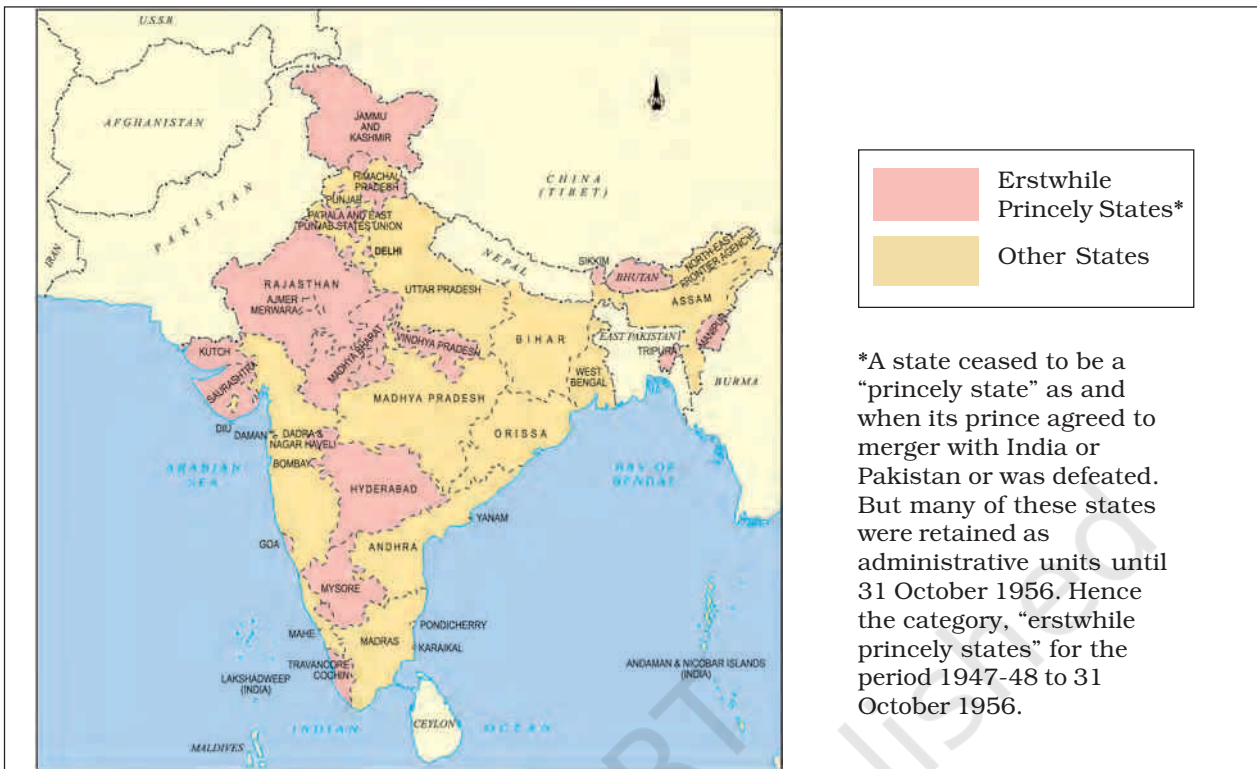 U.S.S.R
AFGHANISTAN
JAMMU
AND
KASHMIR
CHINA
(TIBET)
PAKISTAN
IRAN
HIMACHAL
PRADESH
PUNJAB
PATIALA AND EAST
PUNJAB STATES UNION
DELHI
NEPAL
SIKKIM
BHUTAN
NORTH-EAST
FRONTIER AGENCY
RAJASTHAN
AJMER
MERWARA
UTTAR PRADESH
ASSAM
KUTCH
MADHYA BHARAT
VINDHYA PRADESH
BIHAR
EAST PAKISTAN
MANIPUR
TRIPURA
SAURASHTRA
WEST
BENGAL
BURMA
MADHYA PRADESH
DIU
DAMAN
DADRA &
NAGAR HAVELI
ORISSA
BOMBAY
ARABIAN
SEA
BAY OF
BENGAL
HYDERABAD
YANAM
GOA
ANDHRA
MYSORE
MAHE
MADRAS
PONDICHERRY
KARAIKAL
TRAVANCORE
COCHIN
LAKSHADWEEP
(INDIA)
ANDAMAN & NICOBAR ISLANDS
(INDIA)
INDIAN OCEAN
CEYLON
MALDIVES
Erstwhile
Princely States*
Other States
*A state ceased to be a
“princely state” as and
when its prince agreed to
merger with India or
Pakistan or was defeated.
But many of these states
were retained as
administrative units until
31 October 1956. Hence
the category, “erstwhile
princely states” for the
period 1947-48 to 31
October 1956.